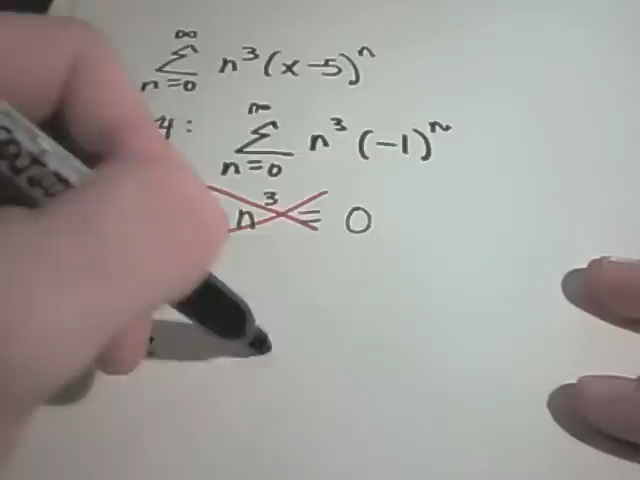 ∞
Σ n³(x-5)ⁿ
n=0
4: ∞
Σ n³(-1)ⁿ
n=0
n³ = 0